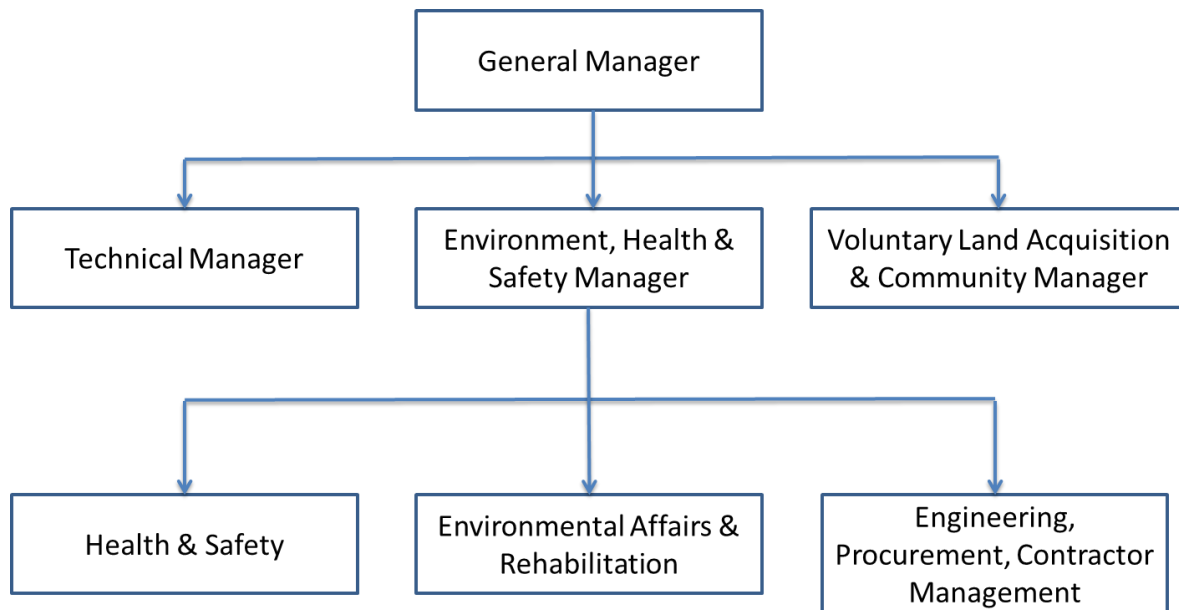 General Manager
Technical Manager
Environment, Health &
Safety Manager
Voluntary Land Acquisition
& Community Manager
Health & Safety
Environmental Affairs &
Rehabilitation
Engineering,
Procurement, Contractor
Management